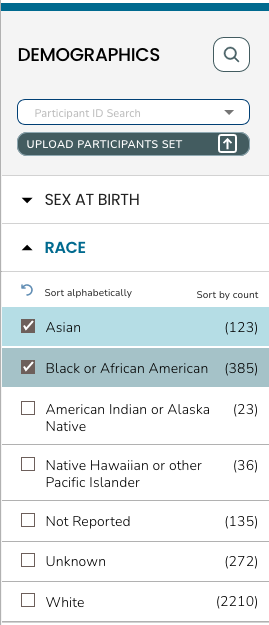 DEMOGRAPHICS
Participant ID Search
UPLOAD PARTICIPANTS SET
SEX AT BIRTH
RACE
Sort alphabetically Sort by count
Asian (123)
Black or African American (385)
American Indian or Alaska (23)
Native
Native Hawaiian or other (36)
Pacific Islander
Not Reported (135)
Unknown (272)
White (2210)